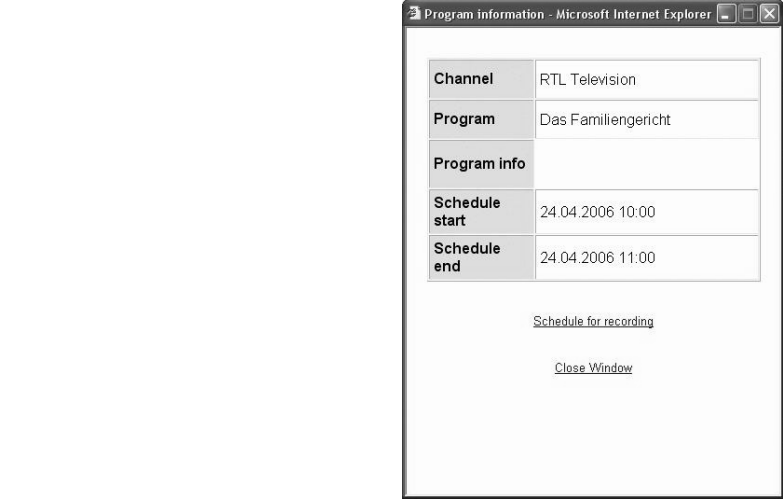 Program information - Microsoft Internet Explorer
Channel RTL Television
Program Das Familiengericht
Program info
Schedule
start 24.04.2006 10:00
Schedule
end 24.04.2006 11:00
Schedule for recording
Close Window